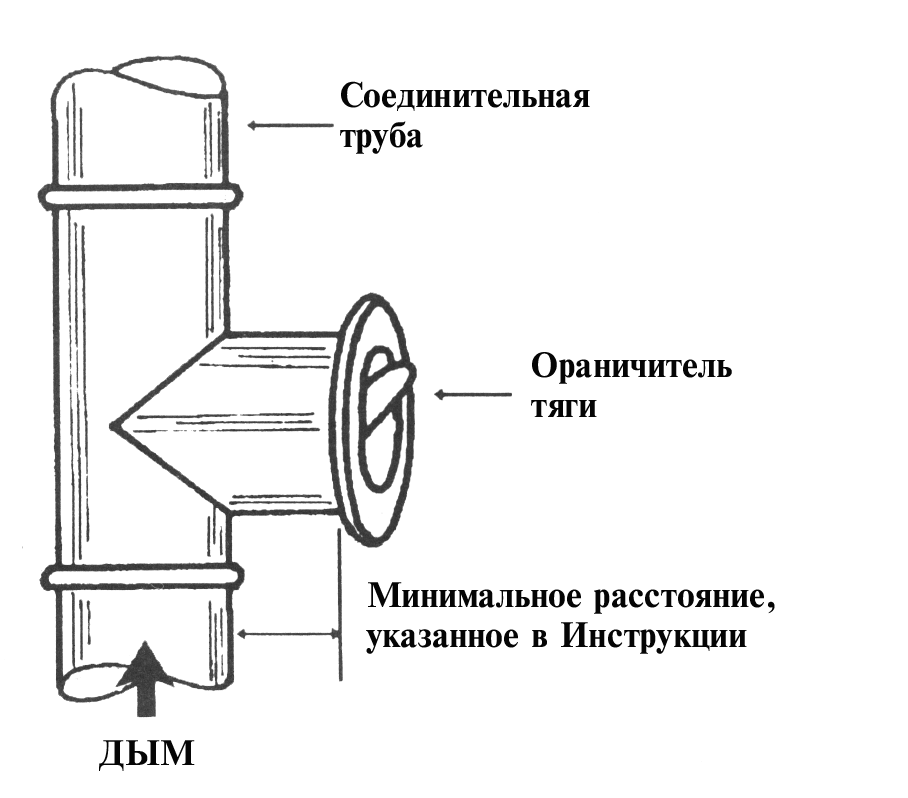 Соединительная
труба
Ораничитель
тяги
Минимальное расстояние,
указанное в Инструкции
ДЫМ